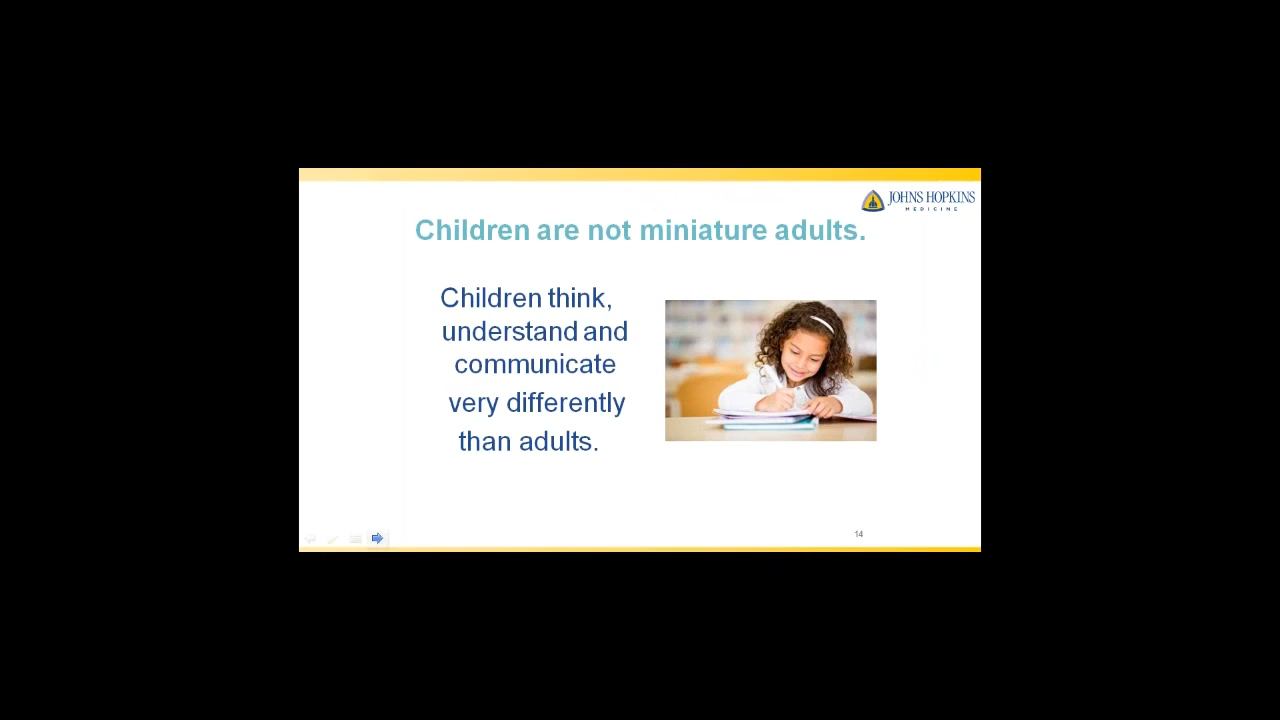 JOHNS HOPKINS
MEDICINE
Children are not miniature adults.
Children think,
understand and
communicate
very differently
than adults.
14